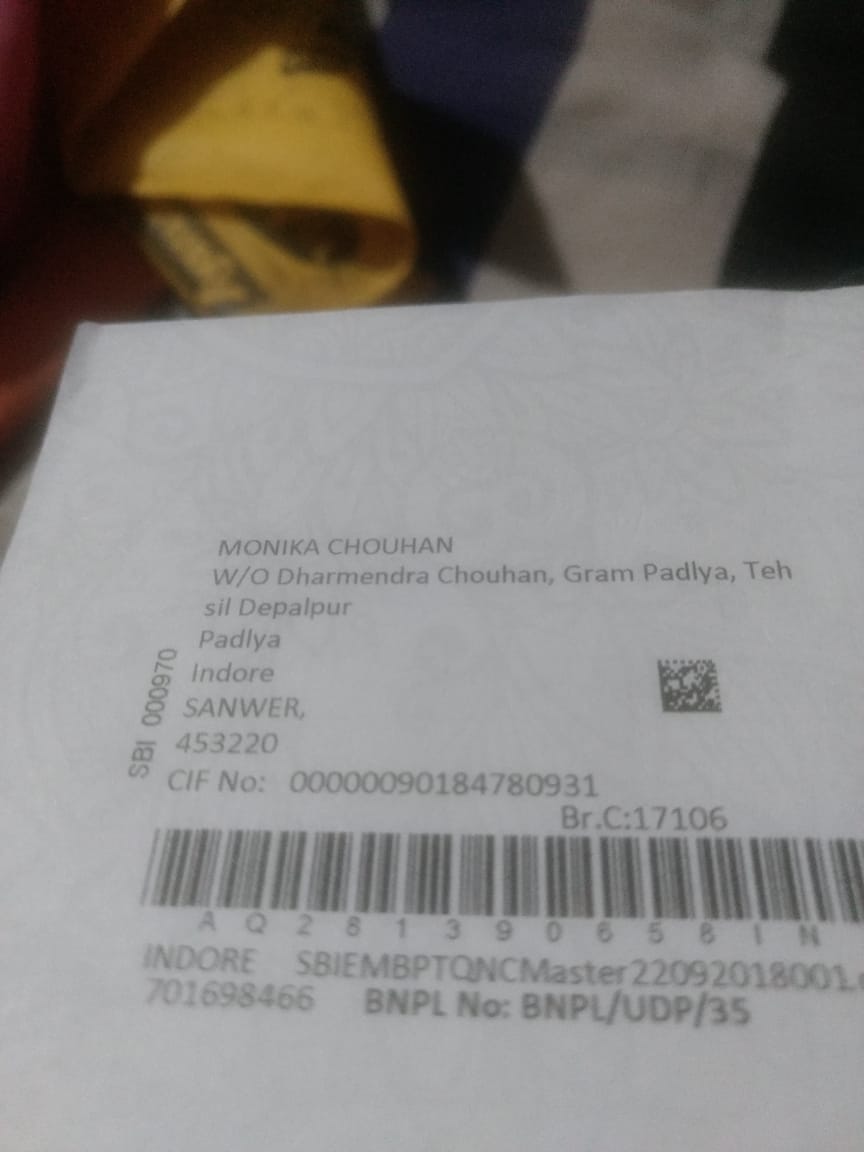 MONIKA CHOUHAN
W/O Dharmendra Chouhan, Gram Padlya, Teh
sil Depalpur
Padlya
Indore
SANWER,
453220
SBI 000970
CIF No: 00000090184780931
Br.C:17106
A Q 2 8 1 3 9 0 6 5 8 I N
INDORE SBIEMBPTQNCMaster22092018001.
701698466 BNPL No: BNPL/UDP/35